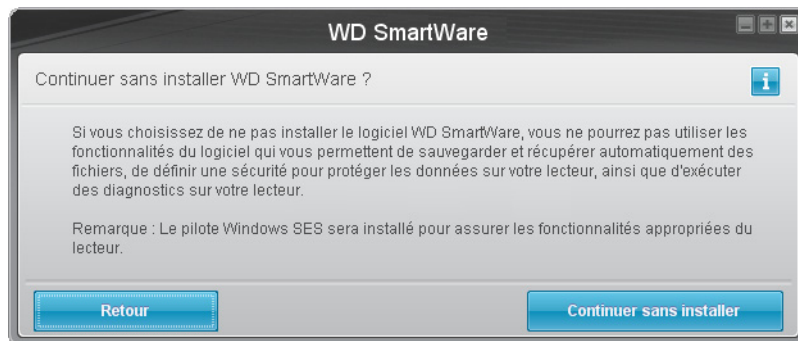 WD SmartWare
Continuer sans installer WD SmartWare ?
Si vous choisissez de ne pas installer le logiciel WD SmartWare, vous ne pourrez pas utiliser les
fonctionnalités du logiciel qui vous permettent de sauvegarder et récupérer automatiquement des
fichiers, de définir une sécurité pour protéger les données sur votre lecteur, ainsi que d'exécuter
des diagnostics sur votre lecteur.
Remarque : Le pilote Windows SES sera installé pour assurer les fonctionnalités appropriées du
lecteur.
Retour
Continuer sans installer